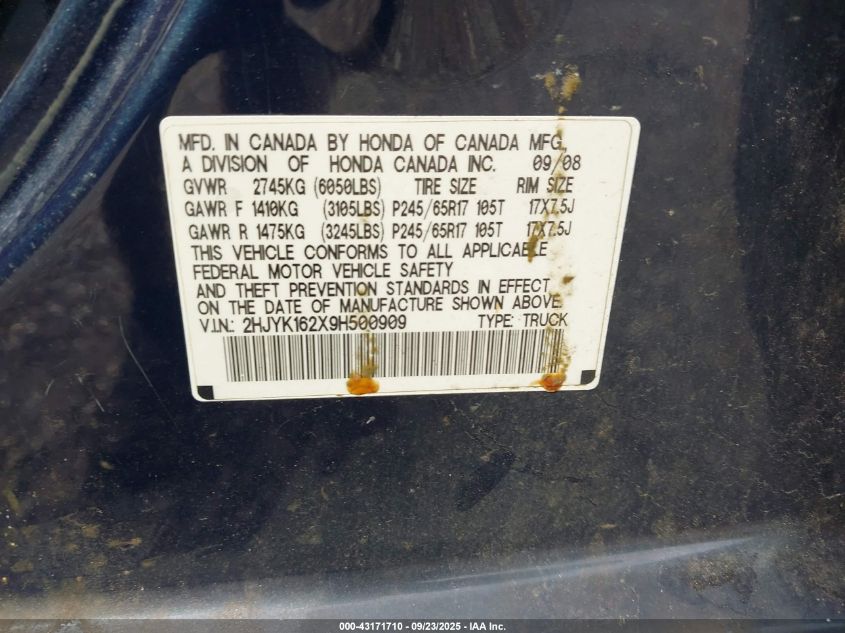 MFD. IN CANADA BY HONDA OF CANADA MFG.,
A DIVISION OF HONDA CANADA INC. 09/08
GVWR 2745KG (6050LBS) TIRE SIZE RIM SIZE
GAWR F 1410KG (3105LBS) P245/65R17 105T 17X7.5J
GAWR R 1475KG (3245LBS) P245/65R17 105T 17X7.5J
THIS VEHICLE CONFORMS TO ALL APPLICABLE
FEDERAL MOTOR VEHICLE SAFETY
AND THEFT PREVENTION STANDARDS IN EFFECT
ON THE DATE OF MANUFACTURE SHOWN ABOVE.
V.I.N.: 2HJYK162X9H500909 TYPE: TRUCK
000-43171710 - 09/23/2025 - IAA Inc.